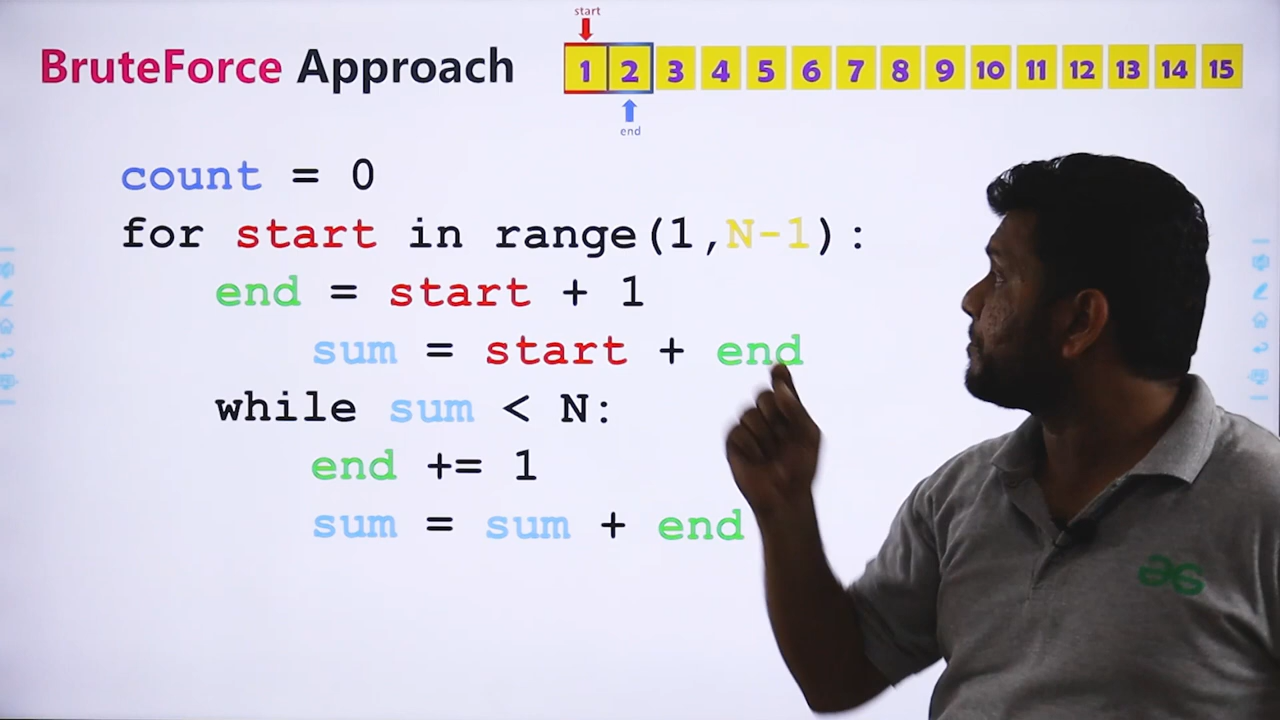 start
BruteForce Approach
1 2 3 4 5 6 7 8 9 10 11 12 13 14 15
end
count = 0
for start in range(1,N-1):
end = start + 1
sum = start + end
while sum < N:
end += 1
sum = sum + end